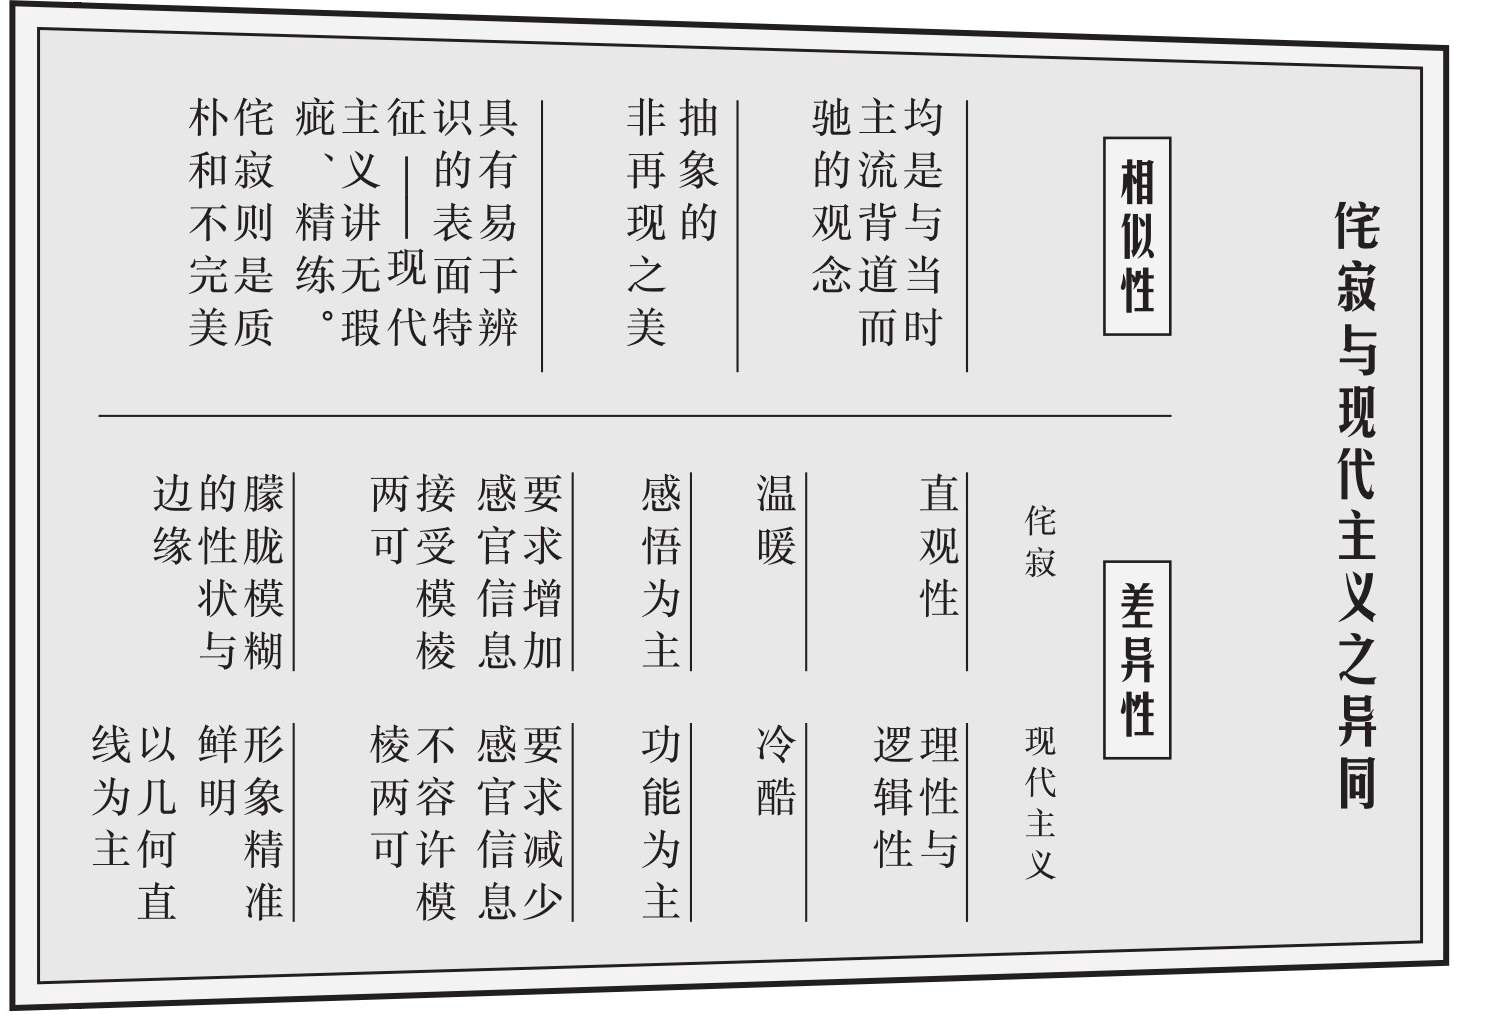 侘寂与现代主义之异同
相似性
均是与当时
主流背道而
驰的观念
抽象的
非再现之美
具有易于辨
识的表面特
征——现代
主义讲无瑕
疵、精练。
侘寂则是质
朴和不完美
差异性
侘寂
直观性
温暖
感悟为主
要求增加
感官信息
接受模棱
两可
朦胧模糊
的性状与
边缘
现代主义
理性与
逻辑性
冷酷
功能为主
要求减少
感官信息
不容许模
棱两可
形象精准
鲜明
以几何直
线为主